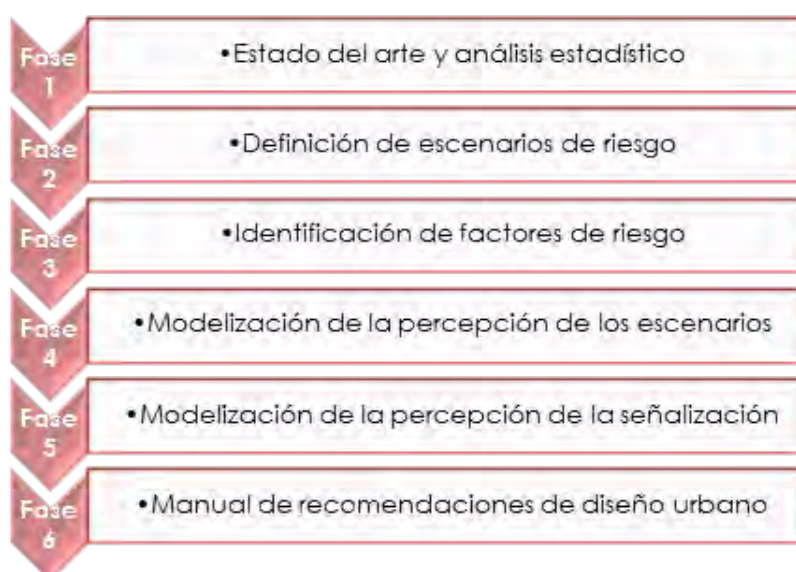 Fase
1
•Estado del arte y análisis estadístico
Fase
2
•Definición de escenarios de riesgo
Fase
3
•Identificación de factores de riesgo
Fase
4
•Modelización de la percepción de los escenarios
Fase
5
•Modelización de la percepción de la señalización
Fase
6
•Manual de recomendaciones de diseño urbano